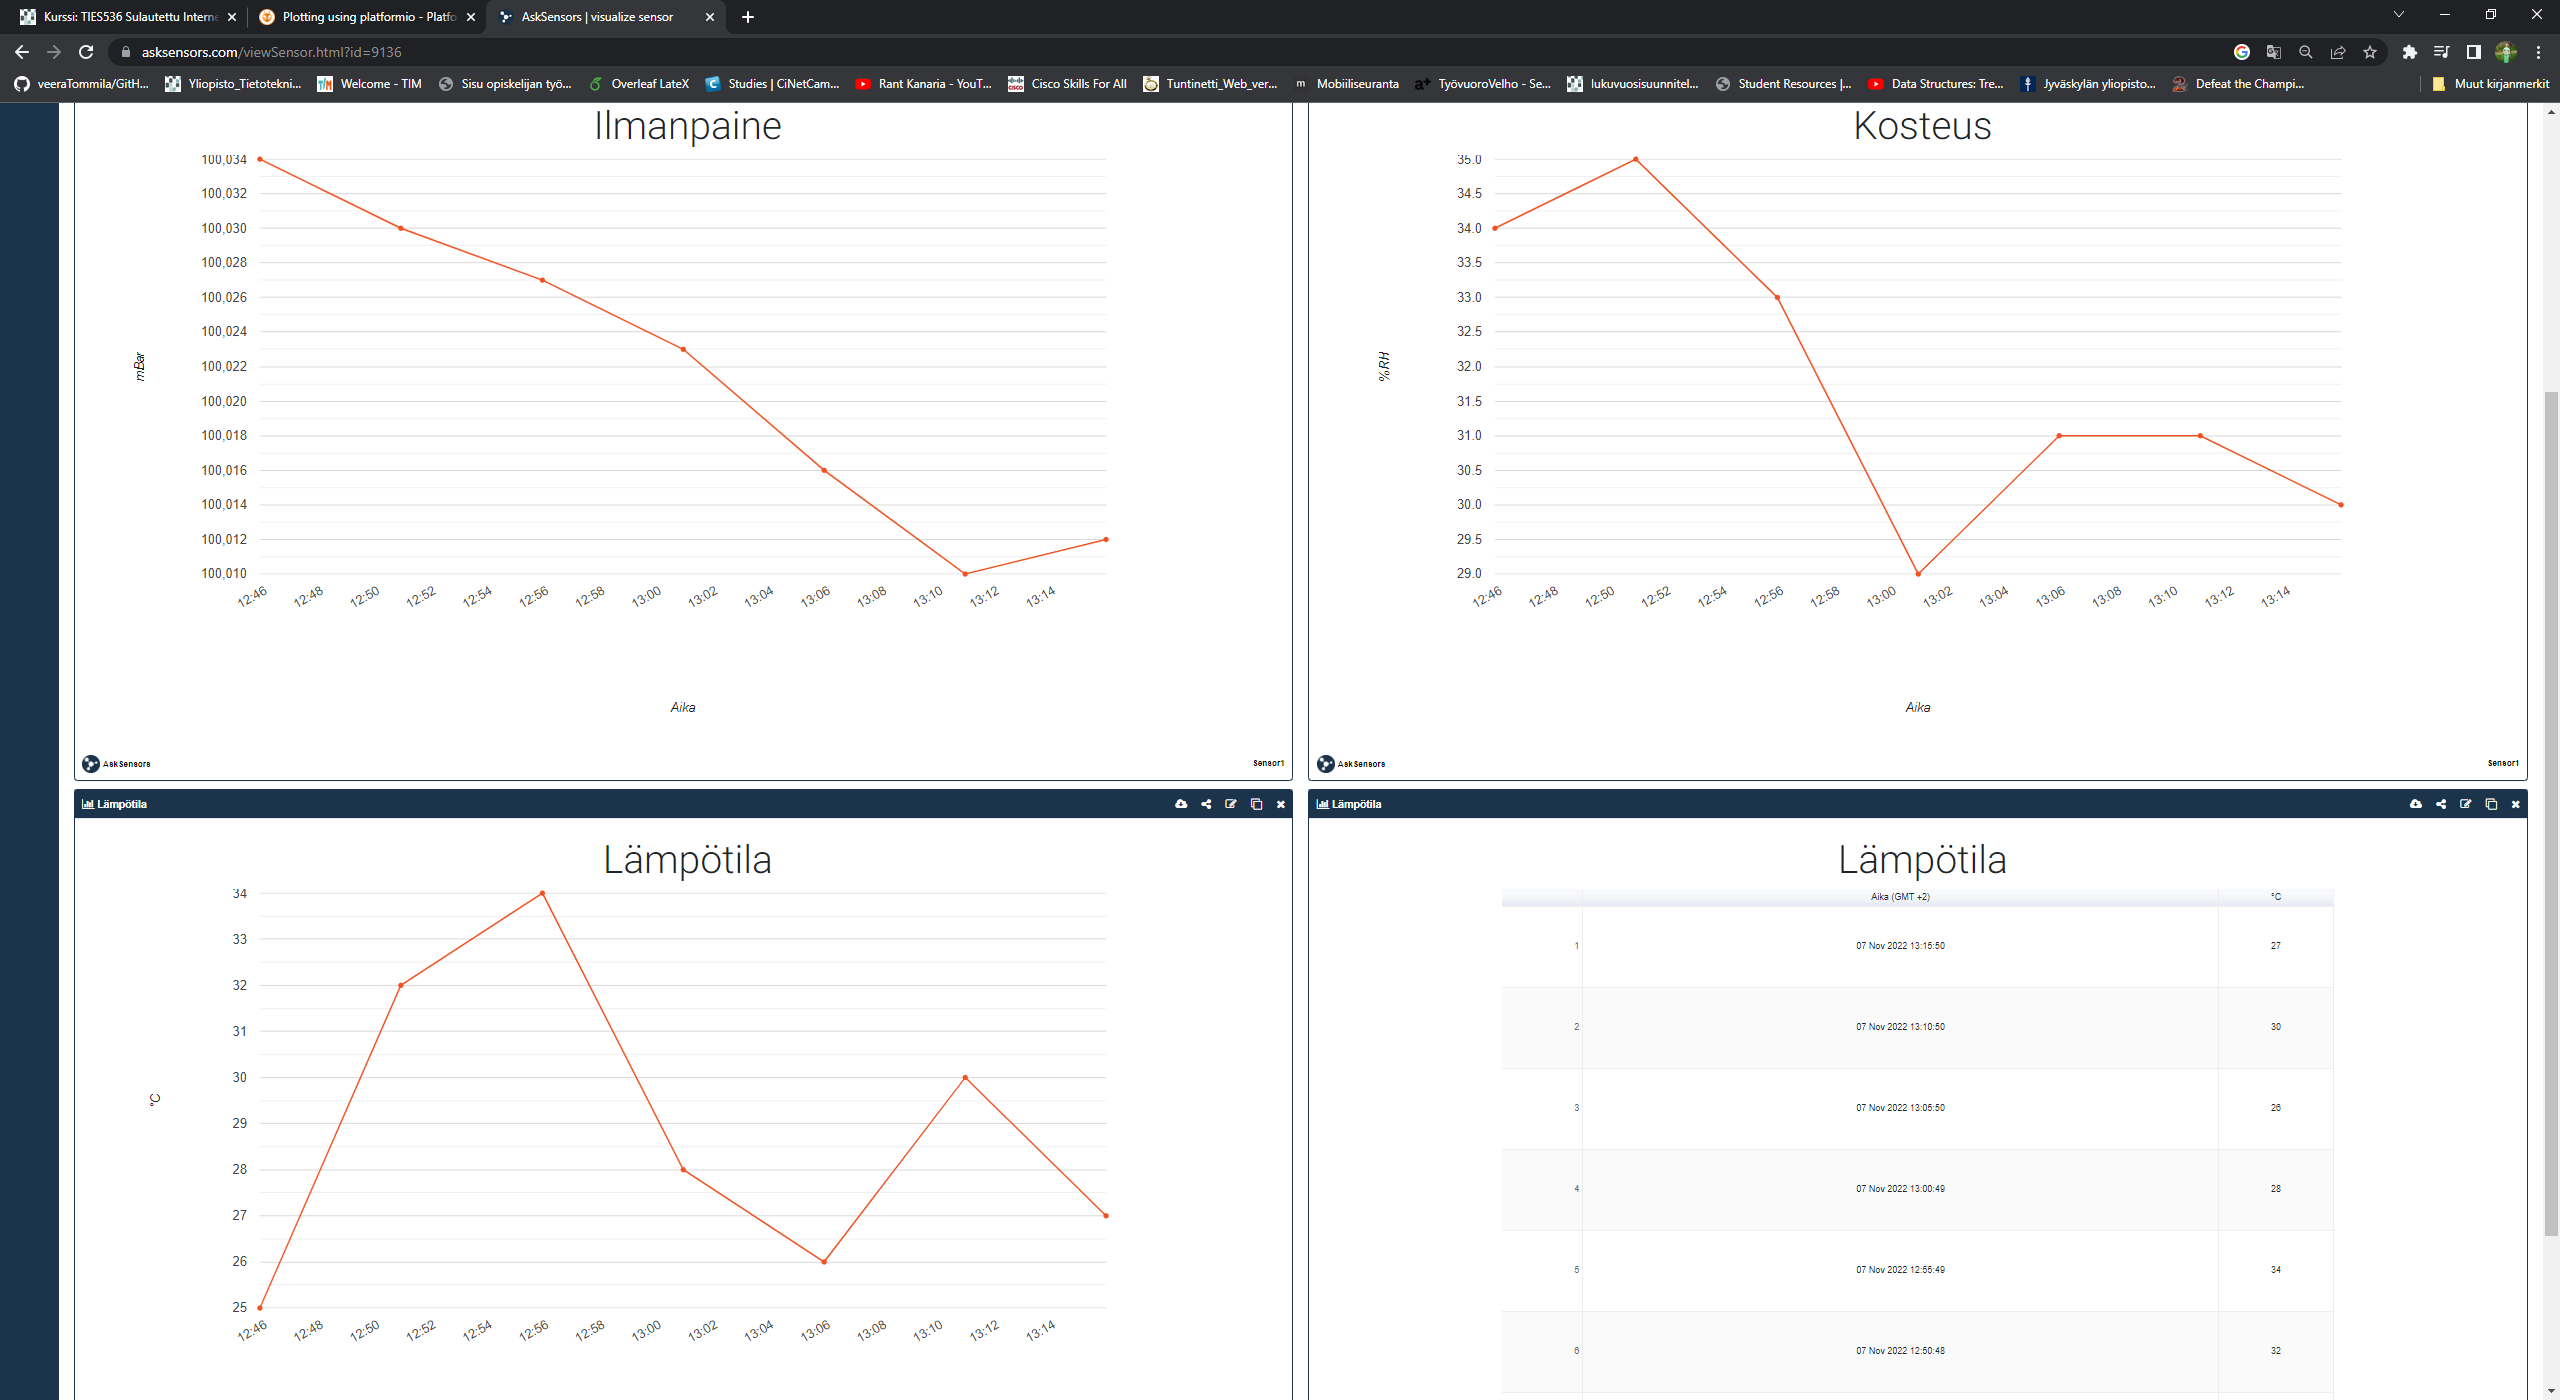 Kurssi: TIES536 Sulautettu Interne
Plotting using platformio - Platfo
AskSensors | visualize sensor
asksensors.com/viewSensor.html?id=9136
veeraTommila/GitH...
Yliopisto_Tietotekni...
Welcome - TIM
Sisu opiskelijan työ...
Overleaf LateX
Studies | CiNetCam...
Rant Kanaria - YouT...
Cisco Skills For All
Tuntinetti_Web_ver...
Mobiiliseuranta
TyövuoroVelho - Se...
lukuvuosisuunnitel...
Student Resources |...
Data Structures: Tre...
Jyväskylän yliopisto...
Defeat the Champi...
Muut kirjanmerkit
Ilmanpaine
100,034
100,032
100,030
100,028
100,026
100,024
100,022
100,020
100,018
100,016
100,014
100,012
100,010
mBar
12:46 12:48 12:50 12:52 12:54 12:56 12:58 13:00 13:02 13:04 13:06 13:08 13:10 13:12 13:14
Aika
AskSensors
Sensor1
Kosteus
35.0
34.5
34.0
33.5
33.0
32.5
32.0
31.5
31.0
30.5
30.0
29.5
29.0
%RH
12:46 12:48 12:50 12:52 12:54 12:56 12:58 13:00 13:02 13:04 13:06 13:08 13:10 13:12 13:14
Aika
AskSensors
Sensor1
Lämpötila
Lämpötila
34
33
32
31
30
29
28
27
26
25
°C
12:46 12:48 12:50 12:52 12:54 12:56 12:58 13:00 13:02 13:04 13:06 13:08 13:10 13:12 13:14
Lämpötila
Lämpötila
Aika (GMT +2) °C
1 07 Nov 2022 13:15:50 27
2 07 Nov 2022 13:10:50 30
3 07 Nov 2022 13:05:50 26
4 07 Nov 2022 13:00:49 28
5 07 Nov 2022 12:55:49 34
6 07 Nov 2022 12:50:48 32